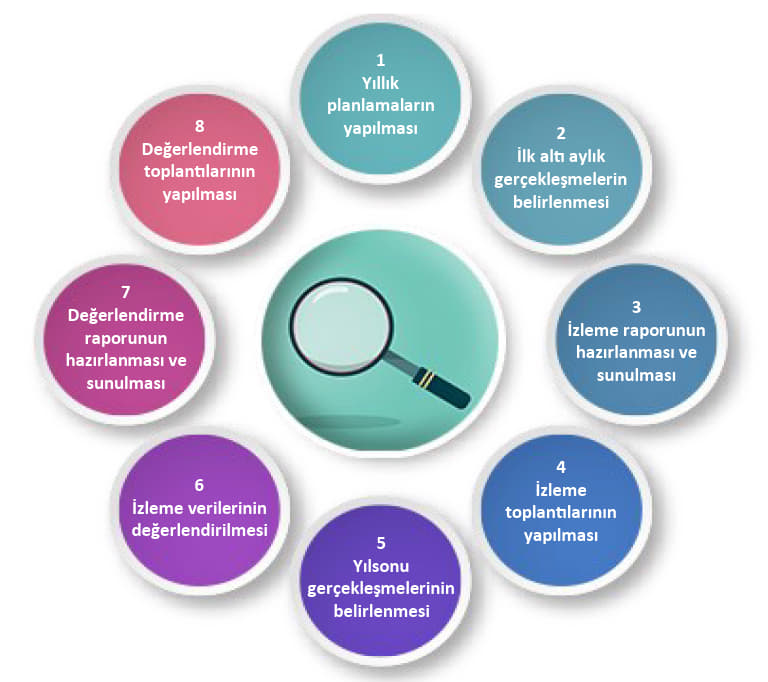 1
Yıllık
planlamaların
yapılması
2
İlk altı aylık
gerçekleşmelerin
belirlenmesi
3
İzleme raporunun
hazırlanması ve
sunulması
4
İzleme
toplantılarının
yapılması
5
Yılsonu
gerçekleşmelerinin
belirlenmesi
6
İzleme verilerinin
değerlendirilmesi
7
Değerlendirme
raporunun
hazırlanması ve
sunulması
8
Değerlendirme
toplantılarının
yapılması